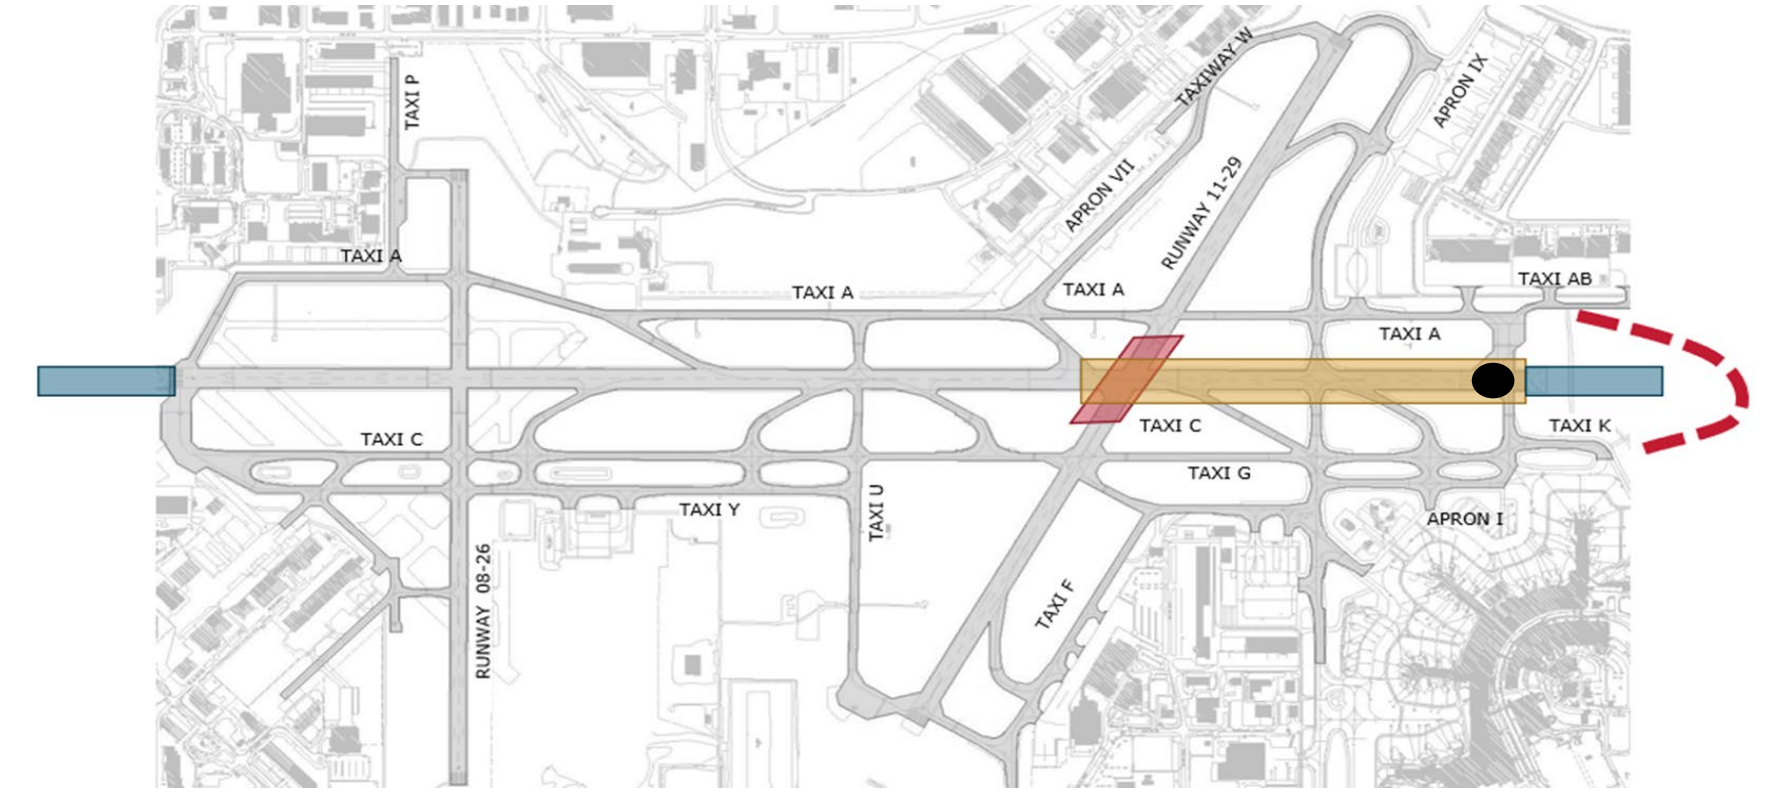 TAXIWAY W
APRON IX
TAXI P
APRON VII
RUNWAY 11-29
TAXI A
TAXI A
TAXI A
TAXI AB
TAXI A
TAXI C
TAXI C
TAXI K
TAXI G
TAXI Y
TAXI U
APRON I
RUNWAY 08-26
TAXI F